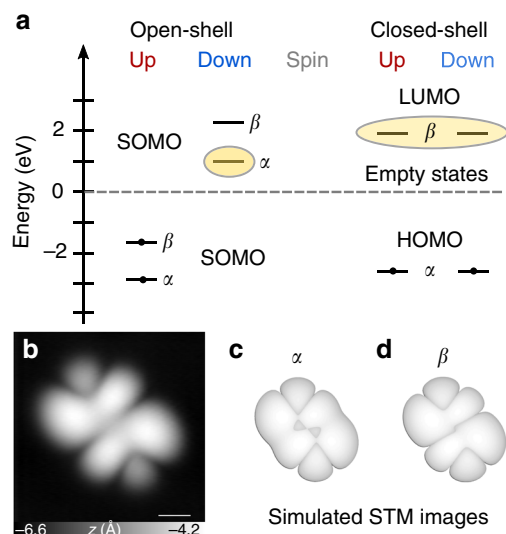 a
Open-shell Closed-shell
Up Down Spin Up Down
LUMO
2 SOMO β β
α
Empty states
0
Energy (eV)
β HOMO
−2 SOMO
α α
b c d
α β
−6.6 z (Å) −4.2
Simulated STM images